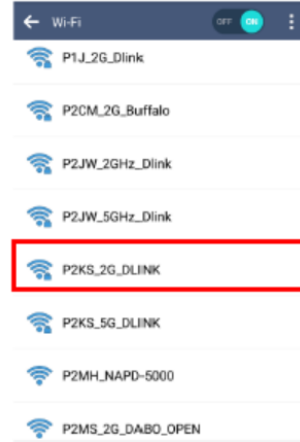 Wi-Fi OFF ON
P1J_2G_Dlink
P2CM_2G_Buffalo
P2JW_2GHz_Dlink
P2JW_5GHz_Dlink
P2KS_2G_DLINK
P2KS_5G_DLINK
P2MH_NAPD-5000
P2MS_2G_DABO_OPEN